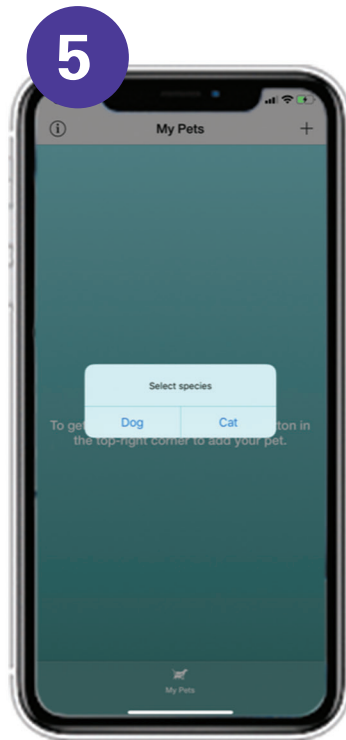 5
My Pets
Select species
Dog Cat
To get ton in
the top-right corner to add your pet.
My Pets